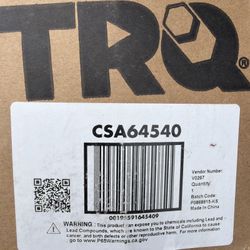 TRQ®
CSA64540
Vendor Number:
V0267
Quantity:
1
Batch Code:
Made In China
00195591645409
WARNING: This product can expose you to chemicals including Lead and
Lead Compounds, which are known to the State of California to cause
cancer, and birth defects or other reproductive harm. For more information
go to www.P65Warnings.ca.gov